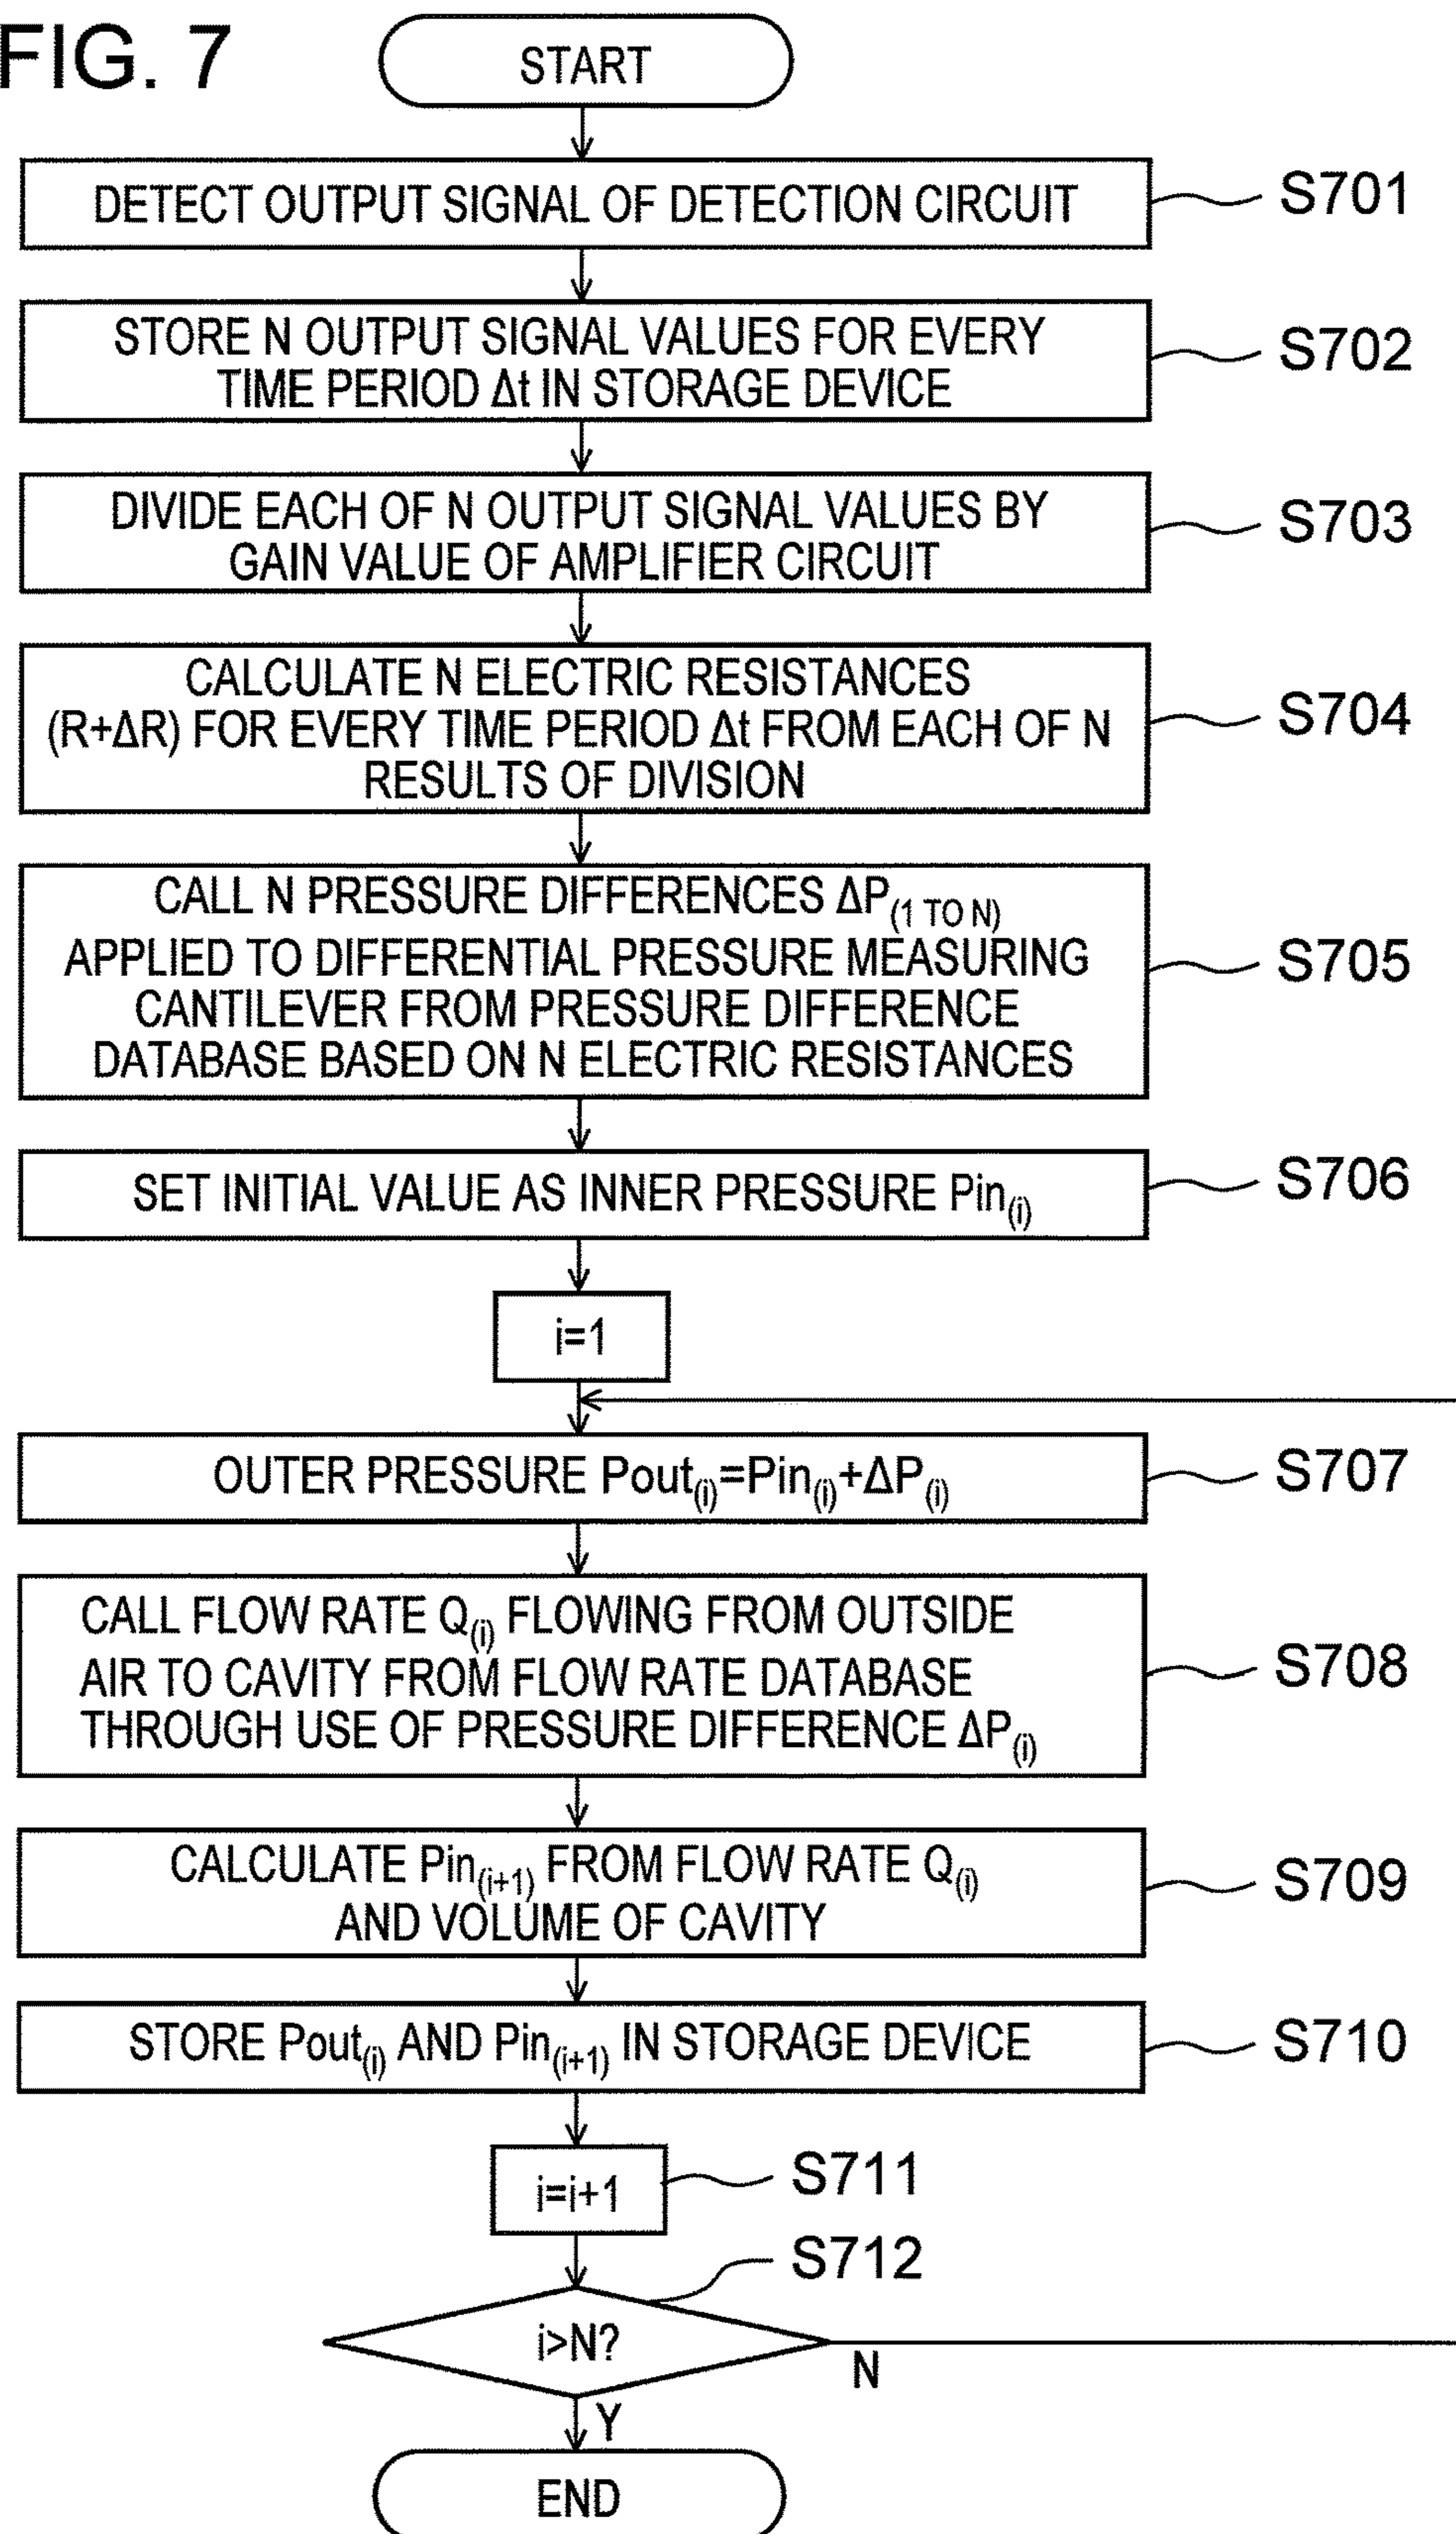 FIG. 7
START
DETECT OUTPUT SIGNAL OF DETECTION CIRCUIT
S701
STORE N OUTPUT SIGNAL VALUES FOR EVERY
TIME PERIOD Δt IN STORAGE DEVICE
S702
DIVIDE EACH OF N OUTPUT SIGNAL VALUES BY
GAIN VALUE OF AMPLIFIER CIRCUIT
S703
CALCULATE N ELECTRIC RESISTANCES
(R+ΔR) FOR EVERY TIME PERIOD Δt FROM EACH OF N
RESULTS OF DIVISION
S704
CALL N PRESSURE DIFFERENCES ΔP(1 TO N)
APPLIED TO DIFFERENTIAL PRESSURE MEASURING
CANTILEVER FROM PRESSURE DIFFERENCE
DATABASE BASED ON N ELECTRIC RESISTANCES
S705
SET INITIAL VALUE AS INNER PRESSURE Pin(i)
S706
i=1
OUTER PRESSURE Pout(i)=Pin(i)+ΔP(i)
S707
CALL FLOW RATE Q(i) FLOWING FROM OUTSIDE
AIR TO CAVITY FROM FLOW RATE DATABASE
THROUGH USE OF PRESSURE DIFFERENCE ΔP(i)
S708
CALCULATE Pin(i+1) FROM FLOW RATE Q(i)
AND VOLUME OF CAVITY
S709
STORE Pout(i) AND Pin(i+1) IN STORAGE DEVICE
S710
i=i+1
S711
S712
i>N?
N
Y
END